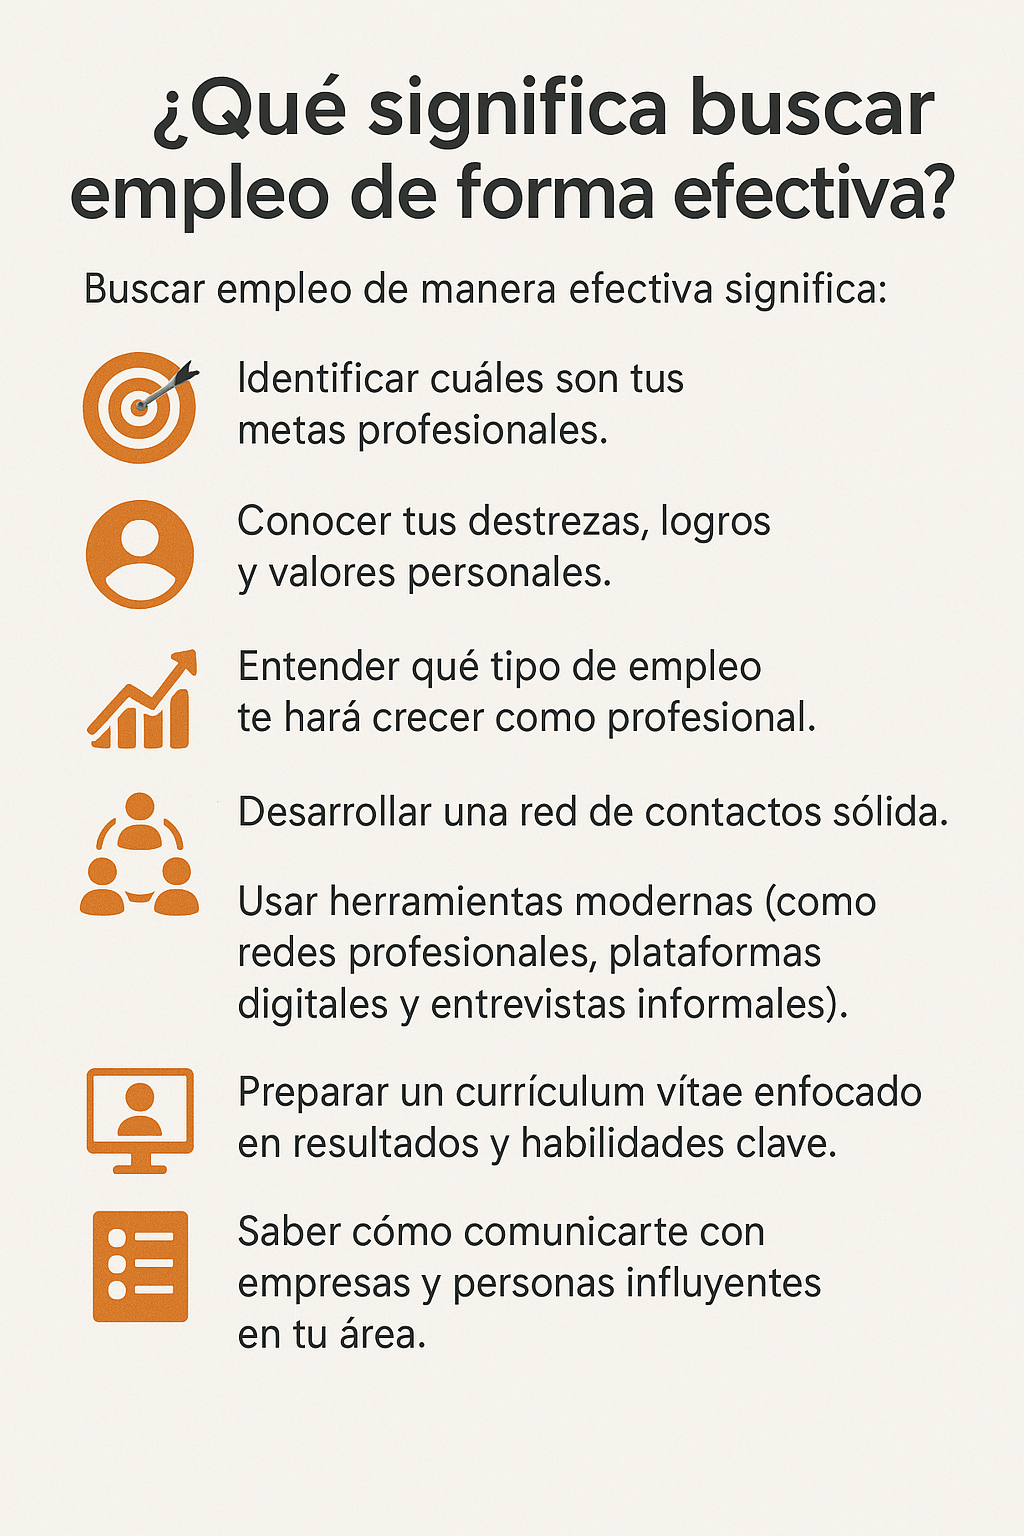 ¿Qué significa buscar
empleo de forma efectiva?
Buscar empleo de manera efectiva significa:
Identificar cuáles son tus
metas profesionales.
Conocer tus destrezas, logros
y valores personales.
Entender qué tipo de empleo
te hará crecer como profesional.
Desarrollar una red de contactos sólida.
Usar herramientas modernas (como
redes profesionales, plataformas
digitales y entrevistas informales).
Preparar un currículum vítae enfocado
en resultados y habilidades clave.
Saber cómo comunicarte con
empresas y personas influyentes
en tu área.